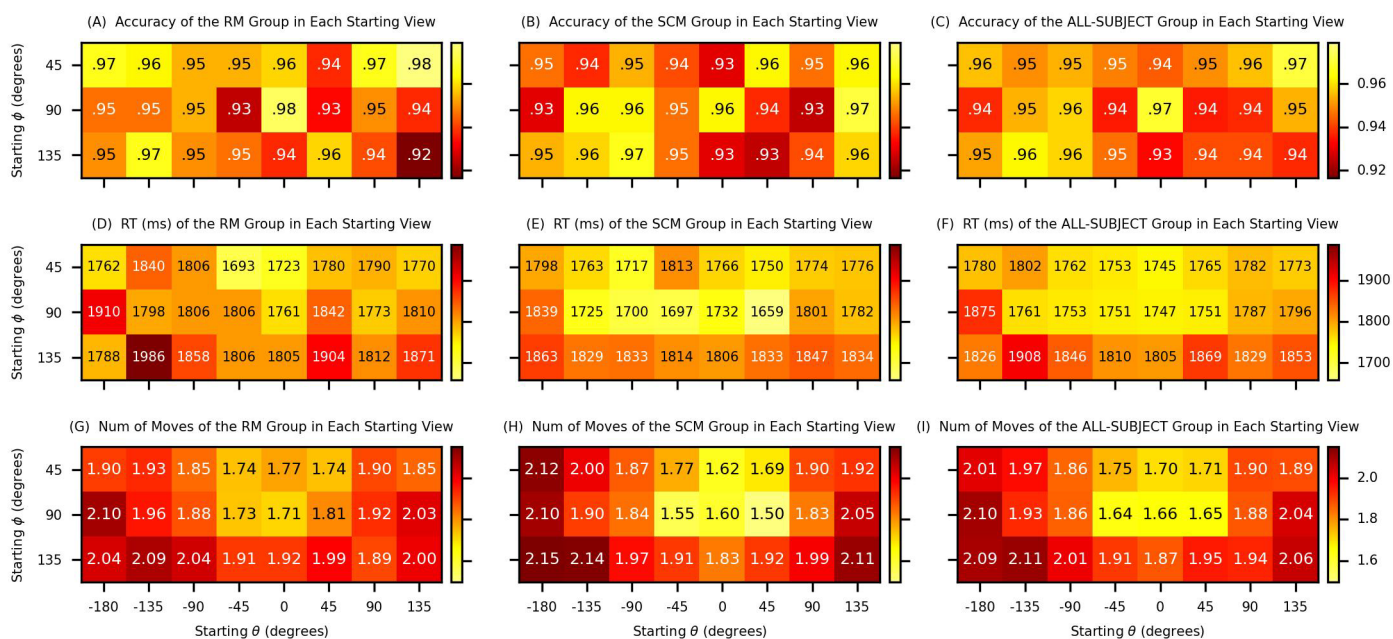 (A) Accuracy of the RM Group in Each Starting View
(B) Accuracy of the SCM Group in Each Starting View
(C) Accuracy of the ALL-SUBJECT Group in Each Starting View
Starting ϕ (degrees)
45
90
135
.97 .96 .95 .95 .96 .94 .97 .98
.95 .95 .95 .93 .98 .93 .95 .94
.95 .97 .95 .95 .94 .96 .94 .92
.95 .94 .95 .94 .93 .96 .95 .96
.93 .96 .96 .95 .96 .94 .93 .97
.95 .96 .97 .95 .93 .93 .94 .96
.96 .95 .95 .95 .94 .95 .96 .97
.94 .95 .96 .94 .97 .94 .94 .95
.95 .96 .96 .95 .93 .94 .94 .94
0.96
0.94
0.92
(D) RT (ms) of the RM Group in Each Starting View
(E) RT (ms) of the SCM Group in Each Starting View
(F) RT (ms) of the ALL-SUBJECT Group in Each Starting View
Starting ϕ (degrees)
45
90
135
1762 1840 1806 1693 1723 1780 1790 1770
1910 1798 1806 1806 1761 1842 1773 1810
1788 1986 1858 1806 1805 1904 1812 1871
1798 1763 1717 1813 1766 1750 1774 1776
1839 1725 1700 1697 1732 1659 1801 1782
1863 1829 1833 1814 1806 1833 1847 1834
1780 1802 1762 1753 1745 1765 1782 1773
1875 1761 1753 1751 1747 1751 1787 1796
1826 1908 1846 1810 1805 1869 1829 1853
1900
1800
1700
(G) Num of Moves of the RM Group in Each Starting View
(H) Num of Moves of the SCM Group in Each Starting View
(I) Num of Moves of the ALL-SUBJECT Group in Each Starting View
Starting ϕ (degrees)
45
90
135
1.90 1.93 1.85 1.74 1.77 1.74 1.90 1.85
2.10 1.96 1.88 1.73 1.71 1.81 1.92 2.03
2.04 2.09 2.04 1.91 1.92 1.99 1.89 2.00
2.12 2.00 1.87 1.77 1.62 1.69 1.90 1.92
2.10 1.90 1.84 1.55 1.60 1.50 1.83 2.05
2.15 2.14 1.97 1.91 1.83 1.92 1.99 2.11
2.01 1.97 1.86 1.75 1.70 1.71 1.90 1.89
2.10 1.93 1.86 1.64 1.66 1.65 1.88 2.04
2.09 2.11 2.01 1.91 1.87 1.95 1.94 2.06
2.0
1.8
1.6
-180 -135 -90 -45 0 45 90 135
-180 -135 -90 -45 0 45 90 135
-180 -135 -90 -45 0 45 90 135
Starting θ (degrees)
Starting θ (degrees)
Starting θ (degrees)